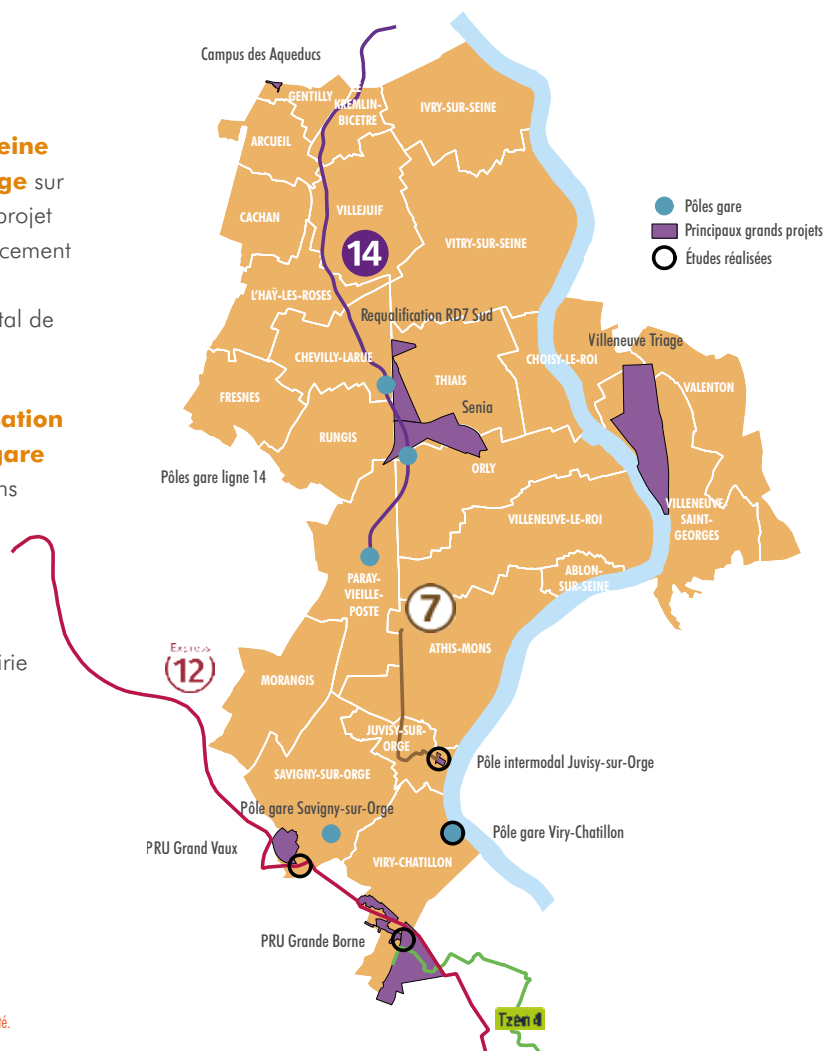 Campus des Aqueducs
GENTILLY
LE
KREMLIN-
BICETRE
IVRY-SUR-SEINE
ARCUEIL
eine
ge sur
projet
cement
tal de
ation
gare
ns
irie
té.
CACHAN
VILLEJUIF
14
VITRY-SUR-SEINE
Pôles gare
Principaux grands projets
Études réalisées
L'HAŸ-LES-ROSES
Requalification RD7 Sud
CHEVILLY-LARUE
THIAIS
CHOISY-LE-ROI
Villeneuve Triage
VALENTON
FRESNES
RUNGIS
Senia
ORLY
Pôles gare ligne 14
VILLENEUVE-LE-ROI
VILLENEUVE-
SAINT-
GEORGES
ABLON-
SUR-SEINE
PARAY-
VIEILLE-
POSTE
7
ATHIS-MONS
Express
12
MORANGIS
JUVISY-SUR-
ORGE
SAVIGNY-SUR-ORGE
Pôle intermodal Juvisy-sur-Orge
Pôle gare Savigny-sur-Orge
Pôle gare Viry-Chatillon
PRU Grand Vaux
VIRY-CHATILLON
PRU Grande Borne
Tzen 4